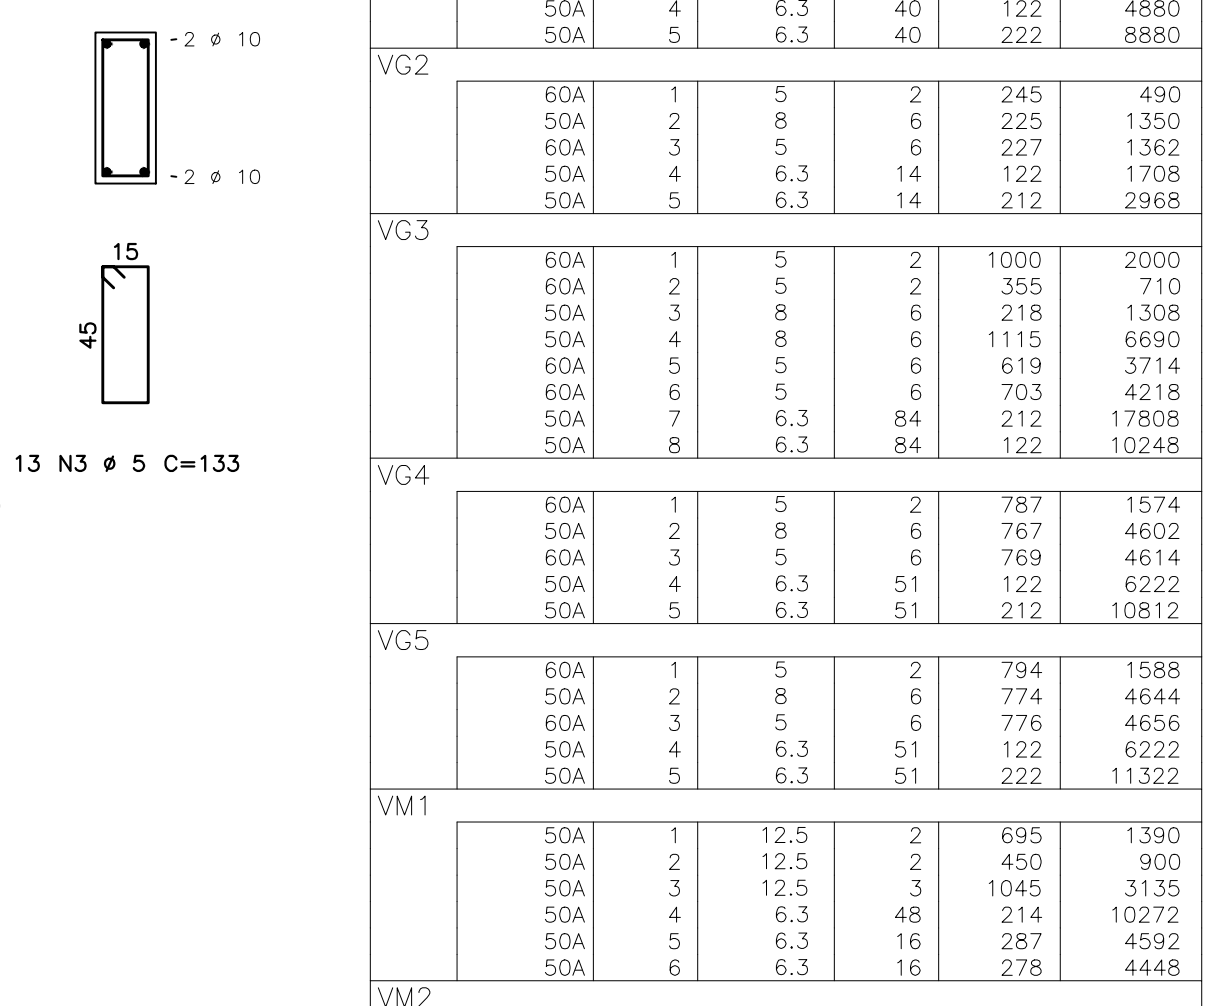 -2 ø 10
-2 ø 10
15
45
13 N3 ø 5 C=133
50A 4 6.3 40 122 4880
50A 5 6.3 40 222 8880
VG2
60A 1 5 2 245 490
50A 2 8 6 225 1350
60A 3 5 6 227 1362
50A 4 6.3 14 122 1708
50A 5 6.3 14 212 2968
VG3
60A 1 5 2 1000 2000
60A 2 5 2 355 710
50A 3 8 6 218 1308
50A 4 8 6 1115 6690
60A 5 5 6 619 3714
60A 6 5 6 703 4218
50A 7 6.3 84 212 17808
50A 8 6.3 84 122 10248
VG4
60A 1 5 2 787 1574
50A 2 8 6 767 4602
60A 3 5 6 769 4614
50A 4 6.3 51 122 6222
50A 5 6.3 51 212 10812
VG5
60A 1 5 2 794 1588
50A 2 8 6 774 4644
60A 3 5 6 776 4656
50A 4 6.3 51 122 6222
50A 5 6.3 51 222 11322
VM1
50A 1 12.5 2 695 1390
50A 2 12.5 2 450 900
50A 3 12.5 3 1045 3135
50A 4 6.3 48 214 10272
50A 5 6.3 16 287 4592
50A 6 6.3 16 278 4448
VM2